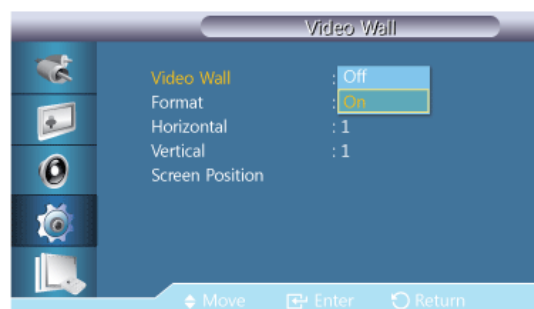 Video Wall
Video Wall : Off
Format : On
Horizontal : 1
Vertical : 1
Screen Position
Move Enter Return